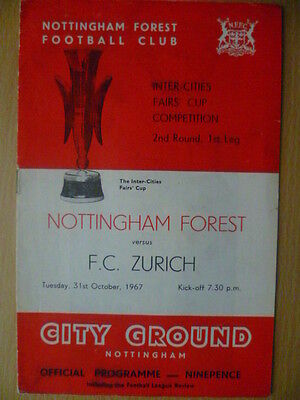 NOTTINGHAM FOREST
FOOTBALL CLUB
N.F.F.C.
INTER-CITIES
FAIRS' CUP
COMPETITION
2nd Round, 1st Leg
The Inter-Cities
Fairs' Cup
NOTTINGHAM FOREST
versus
F.C. ZURICH
Tuesday, 31st October, 1967 Kick-off 7.30 p.m.
CITY GROUND
NOTTINGHAM
OFFICIAL PROGRAMME — NINEPENCE
Including the Football League Review